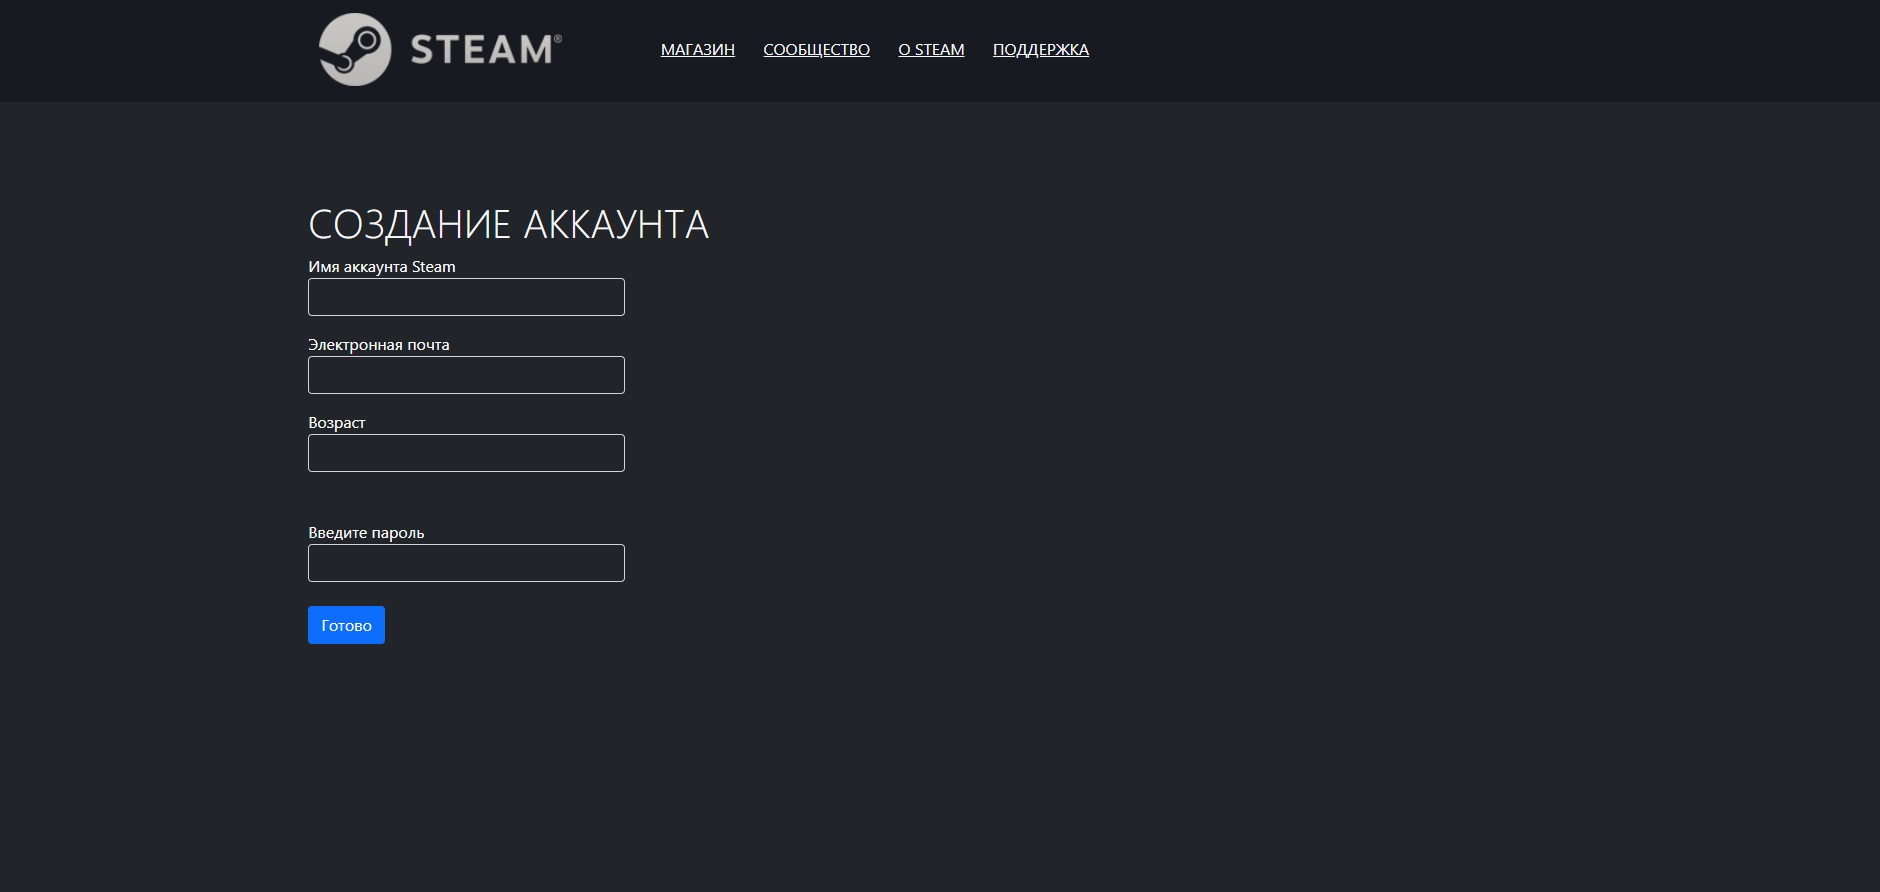 STEAM®
МАГАЗИН СООБЩЕСТВО О STEAM ПОДДЕРЖКА
СОЗДАНИЕ АККАУНТА
Имя аккаунта Steam
Электронная почта
Возраст
Введите пароль
Готово